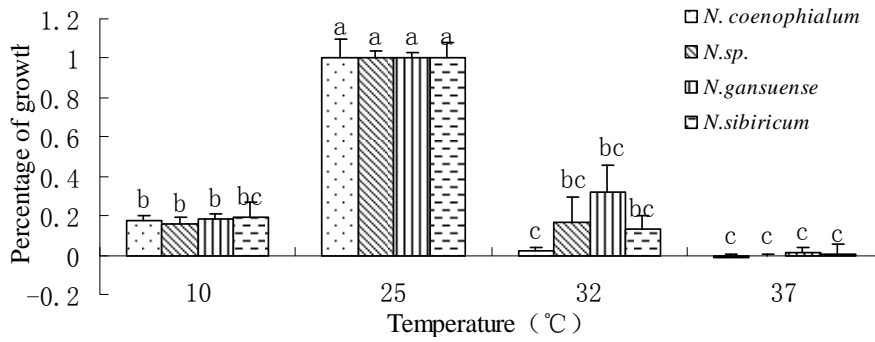 1.2
1
0.8
0.6
0.4
0.2
0
-0.2
Percentage of growth
a a a a
b b b bc
c bc bc bc
c c c c
10 25 32 37
Temperature（℃）
N. coenophialum
N.sp.
N.gansuense
N.sibiricum